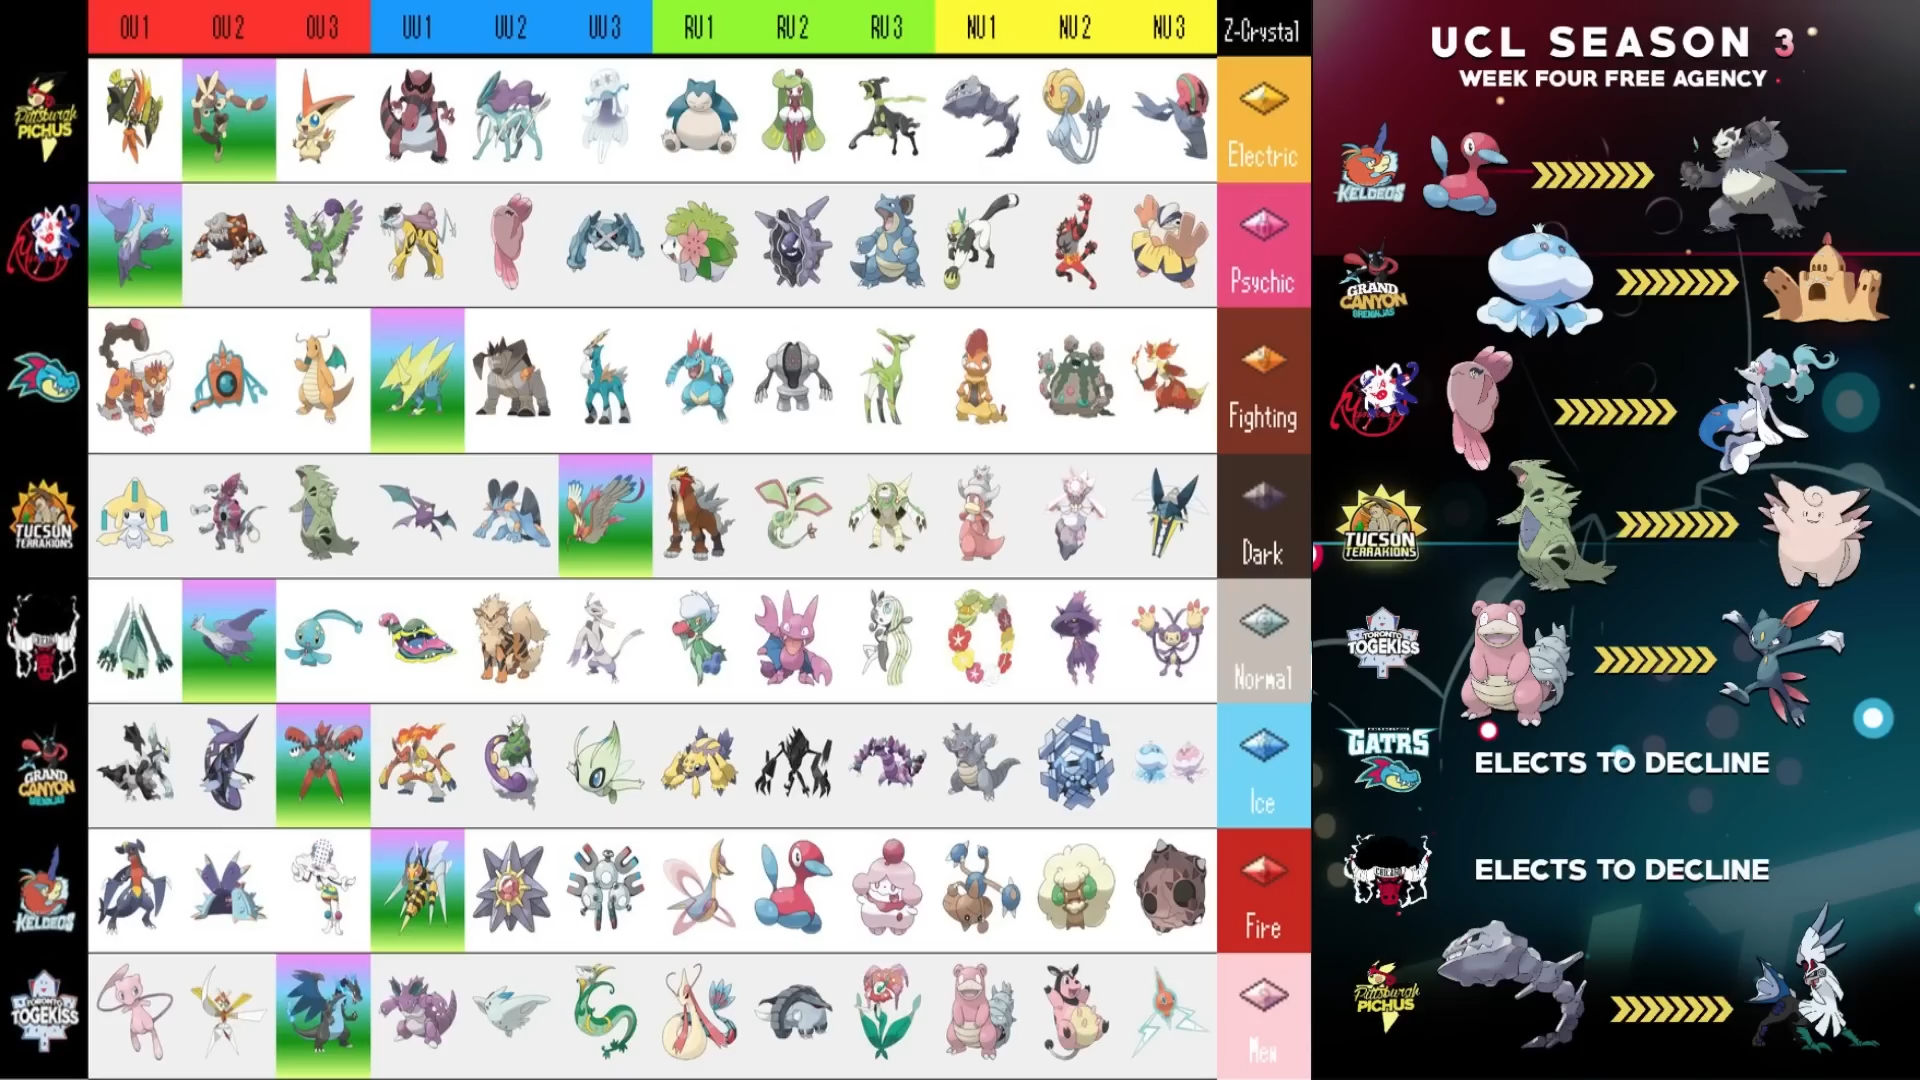 OU 1 OU 2 OU 3 UU 1 UU 2 UU 3 RU 1 RU 2 RU 3 NU 1 NU 2 NU 3 Z-Crystal
Pittsburgh
PICHUS
Electric
Psychic
Fighting
TUCSON
TERRAKIONS
Dark
Normal
GRAND
CANYON
GRENINJAS
Ice
KELDEOS
Fire
TORONTO
TOGEKISS
Mew
UCL SEASON 3
WEEK FOUR FREE AGENCY
KELDEOS
GRAND
CANYON
GRENINJAS
TUCSON
TERRAKIONS
TORONTO
TOGEKISS
GATRS
ELECTS TO DECLINE
ELECTS TO DECLINE
Pittsburgh
PICHUS